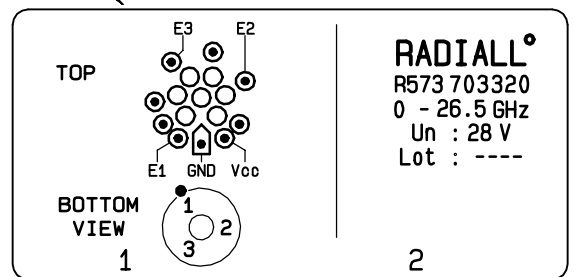 E3 E2
TOP
E1 GND Vcc
BOTTOM
VIEW
1
2
3
1
RADIALL°
R573 703320
0 - 26.5 GHz
Un : 28 V
Lot : ----
2